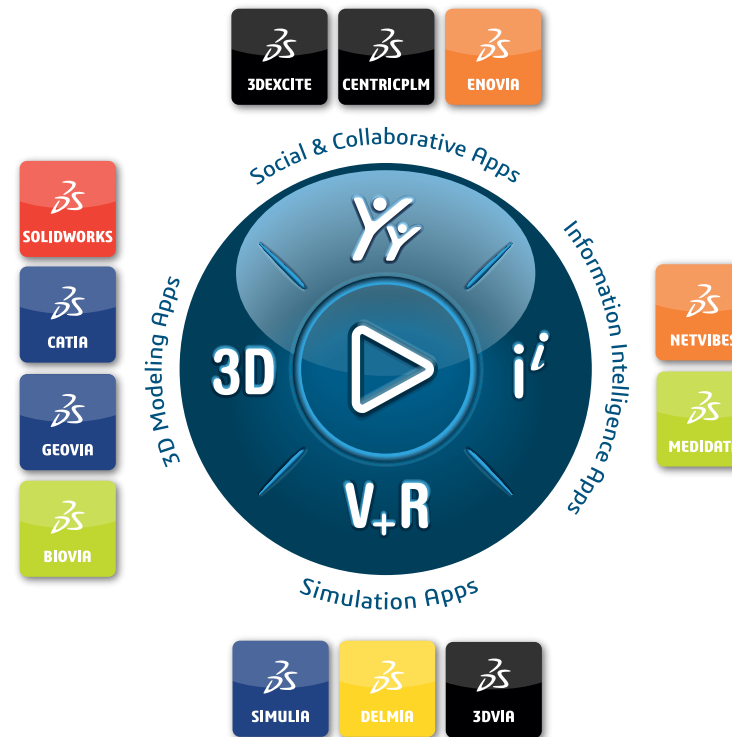 3DEXCITE
CENTRICPLM
ENOVIA
Social & Collaborative Apps
SOLIDWORKS
CATIA
GEOVIA
BIOVIA
3D Modeling Apps
Information Intelligence Apps
NETVIBES
MEDIDATA
3D
i i
V+R
Simulation Apps
SIMULIA
DELMIA
3DVIA